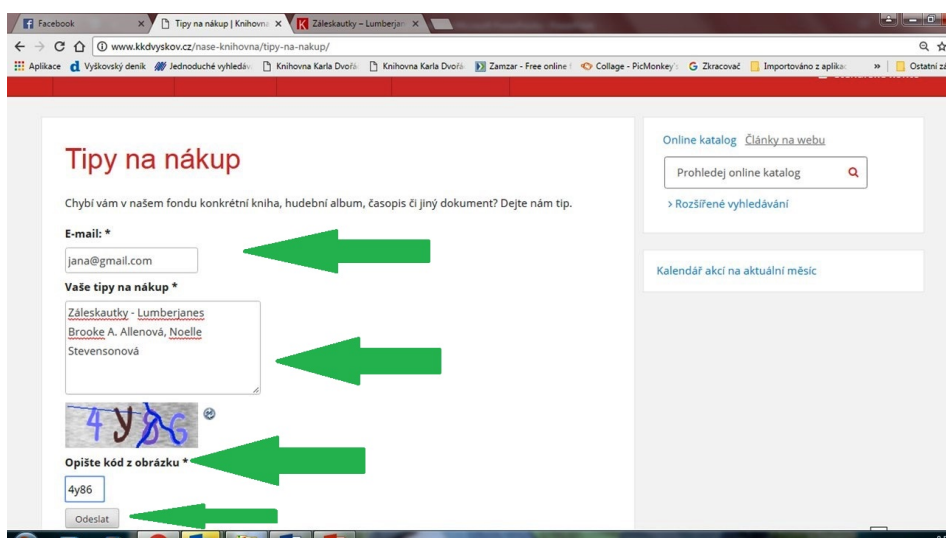 Facebook
Tipy na nákup | Knihovna
Záleskautky – Lumberjan
www.kkdvyskov.cz/nase-knihovna/tipy-na-nakup/
Aplikace
Vyškovský deník
Jednoduché vyhledáv
Knihovna Karla Dvořá
Knihovna Karla Dvořá
Zamzar - Free online
Collage - PicMonkey
Zkracovač
Importováno z aplikac
»
Ostatní zá
Tipy na nákup
Chybí vám v našem fondu konkrétní kniha, hudební album, časopis či jiný dokument? Dejte nám tip.
E-mail: *
jana@gmail.com
Vaše tipy na nákup *
Záleskautky - Lumberjanes
Brooke A. Allenová, Noelle
Stevensonová
4y86
Opište kód z obrázku *
4y86
Odeslat
Online katalog Články na webu
Prohledej online katalog
> Rozšířené vyhledávání
Kalendář akcí na aktuální měsíc